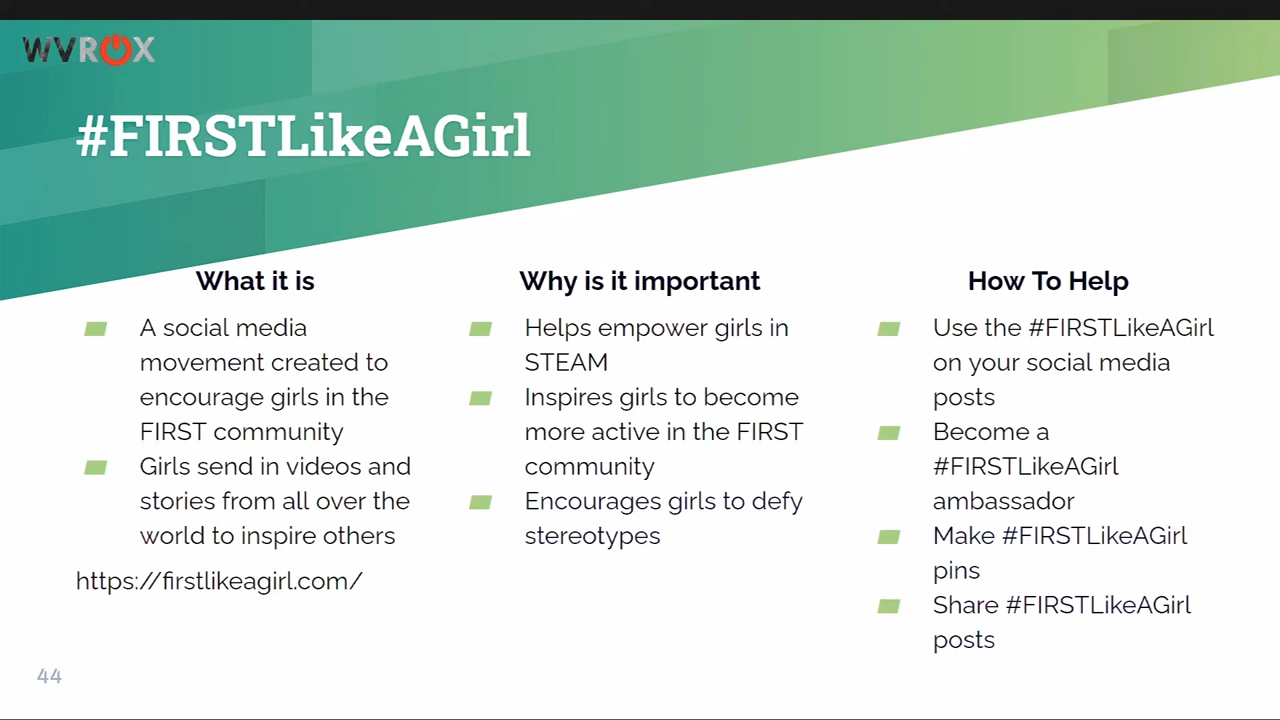 WVROX
#FIRSTLikeAGirl
What it is
A social media
movement created to
encourage girls in the
FIRST community
Girls send in videos and
stories from all over the
world to inspire others
https://firstlikeagirl.com/
Why is it important
Helps empower girls in
STEAM
Inspires girls to become
more active in the FIRST
community
Encourages girls to defy
stereotypes
How To Help
Use the #FIRSTLikeAGirl
on your social media
posts
Become a
#FIRSTLikeAGirl
ambassador
Make #FIRSTLikeAGirl
pins
Share #FIRSTLikeAGirl
posts
44